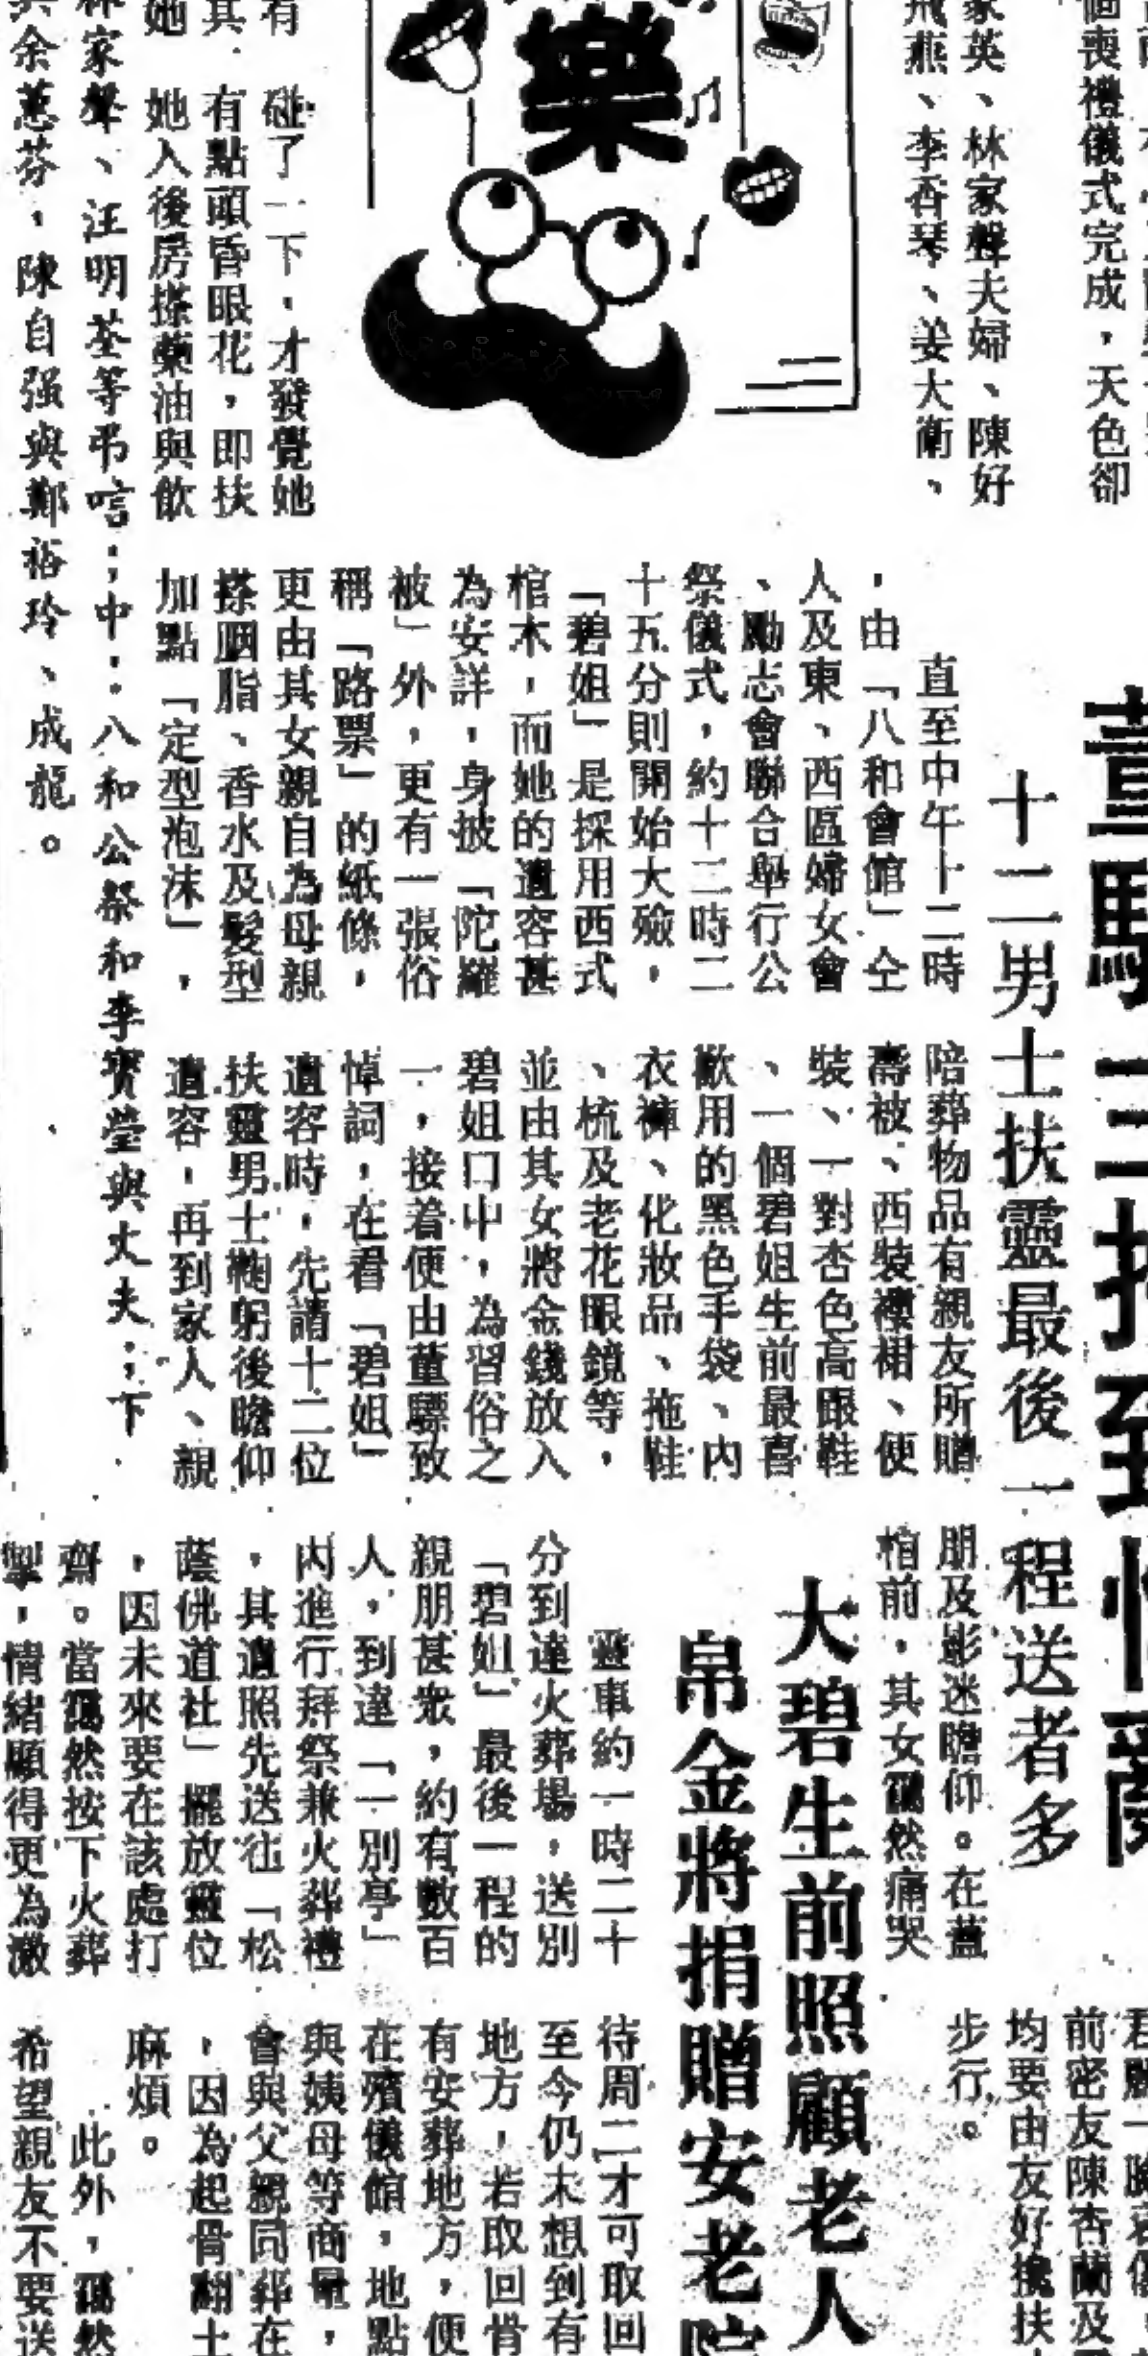 個喪禮儀式完成，天色卻
家英、林家聲夫婦、陳好
飛燕、李香琴、姜大衛、
樂
碰了一下，才發覺她
有點頭昏眼花，即扶
她入後房搽藥油與飲
十二男士扶靈最後一程送者多
直至中午十二時
，由「八和會館」仝
人及東、西區婦女會
、勵志會聯合舉行公
祭儀式，約十二時二
十五分則開始大殮，
「碧姐」是採用西式
棺木，而她的遺容甚
為安詳，身披「陀羅
被」外，更有一張俗
稱「路票」的紙條，
更由其女親自為母親
搽胭脂、香水及髮型
加點「定型泡沫」，
陪葬物品有親友所贈
壽被、西裝襟褂、便
裝、一對杏色高跟鞋
、一個碧姐生前最喜
歡用的黑色手袋、內
衣褲、化妝品、拖鞋
、梳及老花眼鏡等，
並由其女將金錢放入
碧姐口中，為習俗之
一，接着便由董驃致
悼詞，在看「碧姐」
遺容時，先請十二位
扶靈男士鞠躬後瞻仰
遺容，再到家人、親
朋及影迷瞻仰。在蓋
棺前，其女靄然痛哭
大碧生前照顧老人
帛金將捐贈安老院
靈車約一時二十
分到達火葬場，送別
「碧姐」最後一程的
親朋甚衆，約有數百
人，到達「一別亭」
內進行拜祭兼火葬禮
，其遺照先送往「松
蔭佛道社」擺放靈位
，因未來要在該處打
齋。當靄然按下火葬
掣，情緒顯得更為激
前密友陳杏蘭及
均要由友好攙扶
步行。
待周二才可取回
至今仍未想到有
地方，若取回骨
有安葬地方，便
在殯儀館，地點
與姨母等商量，
會與父親同葬在
，因為起骨翻土
麻煩。
此外，靄然
希望親友不要送
林家聲、汪明荃等弔唁；中：八和公祭和李寶瑩與丈夫；下
余蕙芬，陳自强與鄭裕玲、成龍。